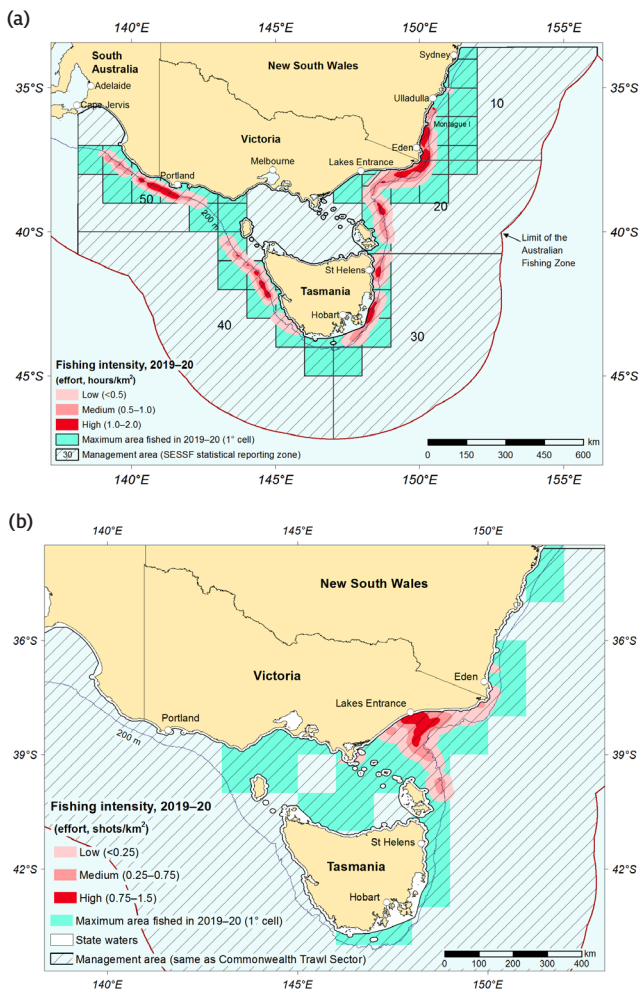 (a)
140°E 145°E 150°E 155°E
South
Australia
New South Wales
Sydney
35°S
Adelaide
Cape Jervis
Ulladulla
10
Montague I
Victoria
Eden
Melbourne
Lakes Entrance
Portland
50
20
200 m
40°S
Limit of the
Australian
Fishing Zone
St Helens
Tasmania
Hobart
40
30
Fishing intensity, 2019–20
(effort, hours/km²)
45°S
Low (<0.5)
Medium (0.5–1.0)
High (1.0–2.0)
Maximum area fished in 2019–20 (1° cell)
30 Management area (SESSF statistical reporting zone)
km
0 150 300 450 600
140°E 145°E 150°E 155°E
35°S
40°S
45°S
(b)
140°E 145°E 150°E
New South Wales
36°S
Victoria
Eden
Lakes Entrance
Portland
200 m
39°S
Fishing intensity, 2019–20
(effort, shots/km²)
Low (<0.25)
Medium (0.25–0.75)
High (0.75–1.5)
Maximum area fished in 2019–20 (1° cell)
State waters
Management area (same as Commonwealth Trawl Sector)
St Helens
Tasmania
42°S
Hobart
km
0 100 200 300 400
140°E 145°E 150°E
36°S
39°S
42°S